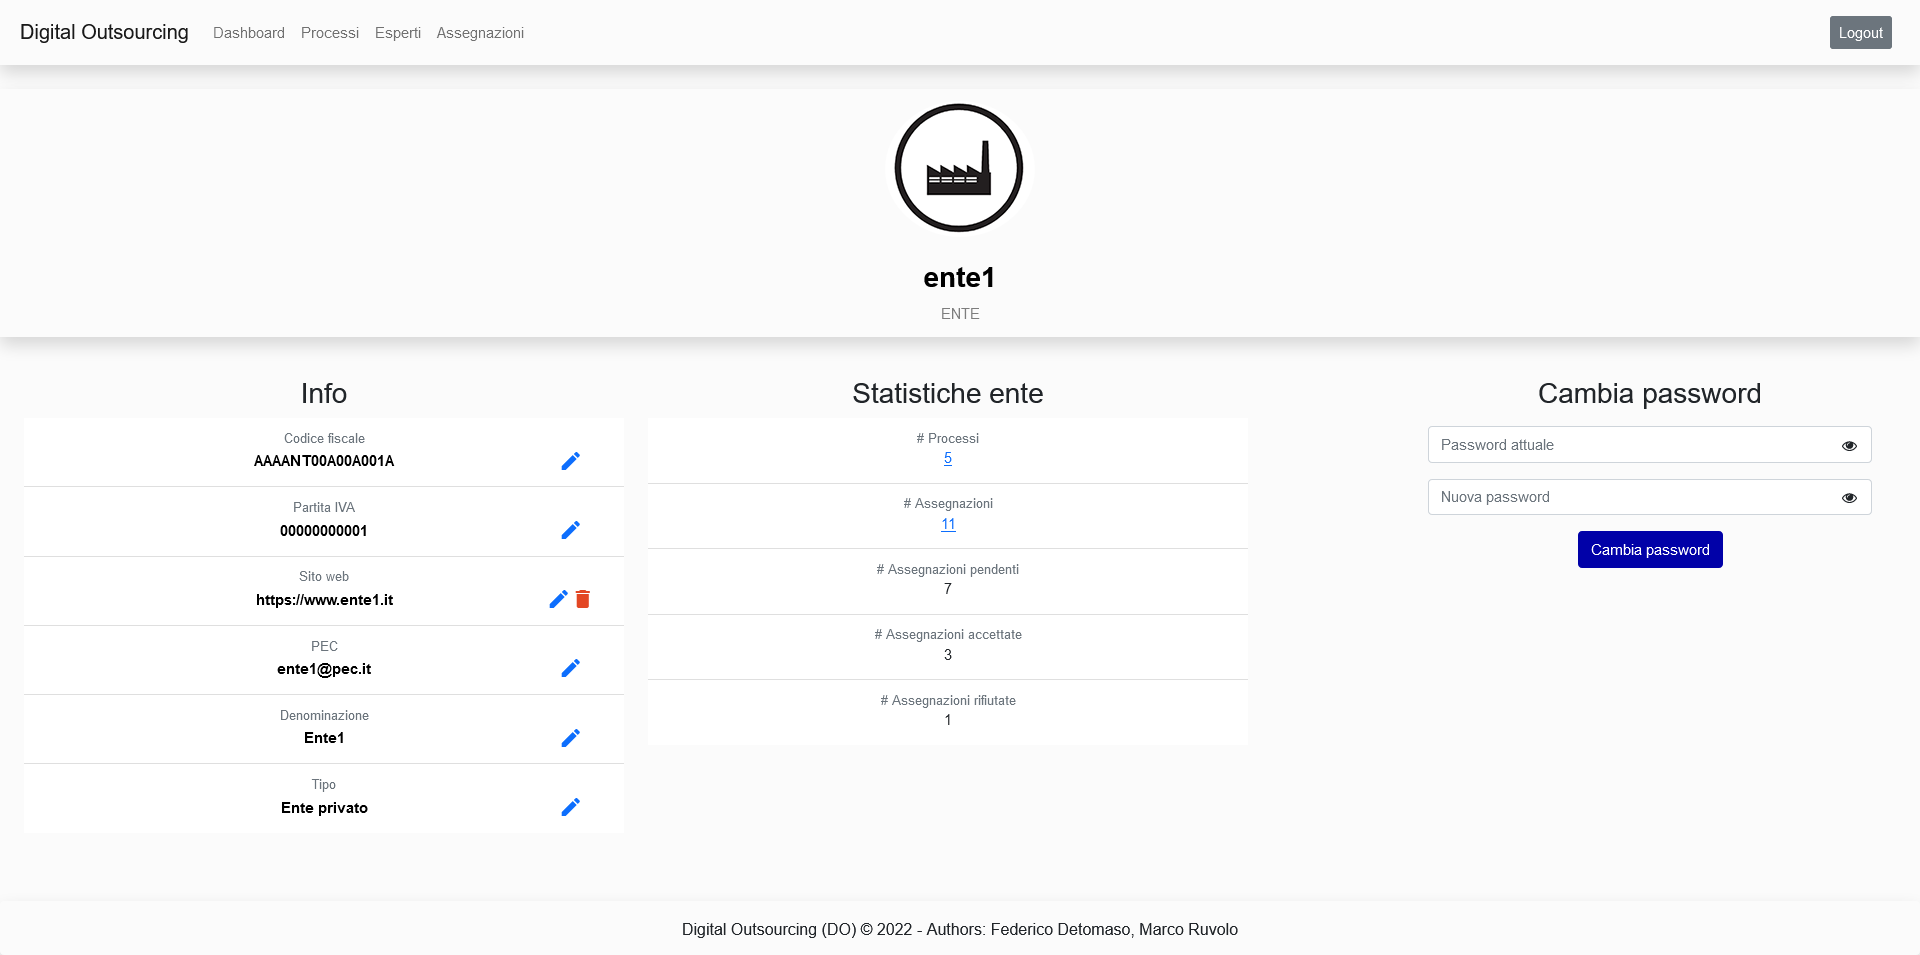 Digital Outsourcing Dashboard Processi Esperti Assegnazioni Logout
ente1
ENTE
Info
Codice fiscale
AAAANT00A00A001A
Partita IVA
00000000001
Sito web
https://www.ente1.it
PEC
ente1@pec.it
Denominazione
Ente1
Tipo
Ente privato
Statistiche ente
# Processi
5
# Assegnazioni
11
# Assegnazioni pendenti
7
# Assegnazioni accettate
3
# Assegnazioni rifiutate
1
Cambia password
Password attuale
Nuova password
Cambia password
Digital Outsourcing (DO) © 2022 - Authors: Federico Detomaso, Marco Ruvolo